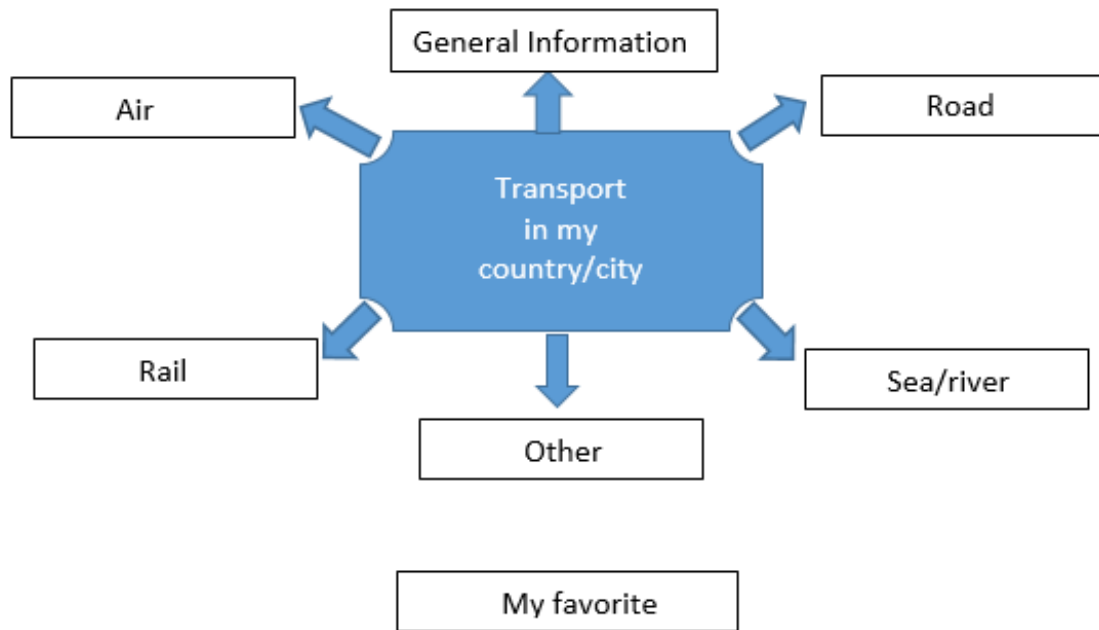 General Information
Air
Road
Transport
in my
country/city
Rail
Sea/river
Other
My favorite